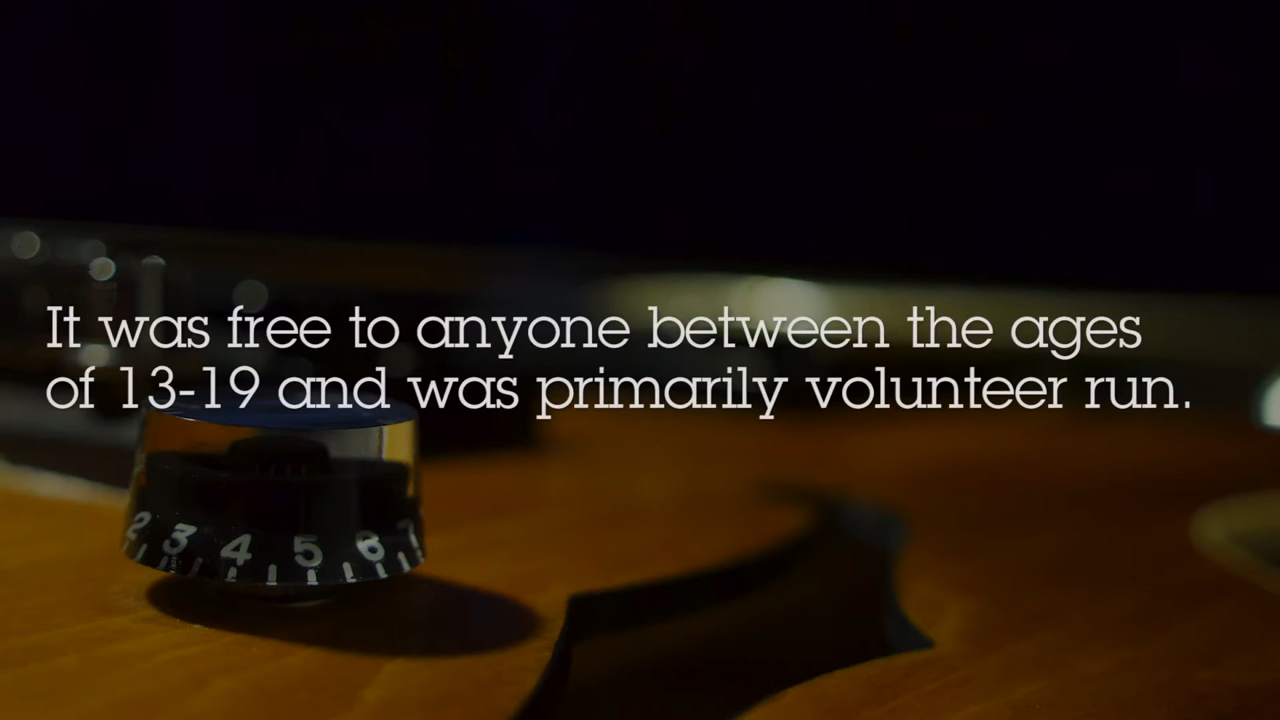 It was free to anyone between the ages
of 13-19 and was primarily volunteer run.
2 3 4 5 6 7